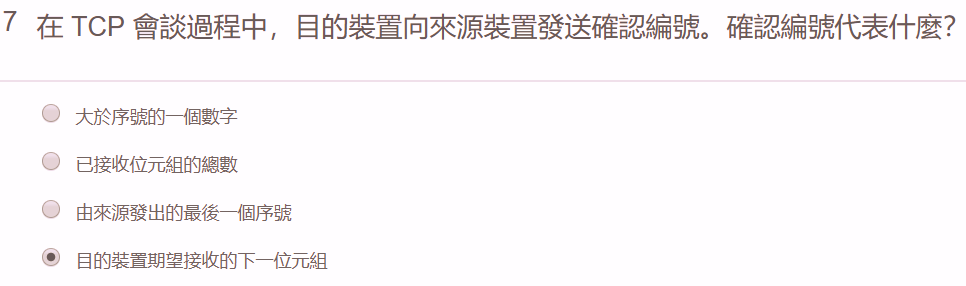 7 在 TCP 會談過程中，目的裝置向來源裝置發送確認編號。確認編號代表什麼？
大於序號的一個數字
已接收位元組的總數
由來源發出的最後一個序號
目的裝置期望接收的下一位元組